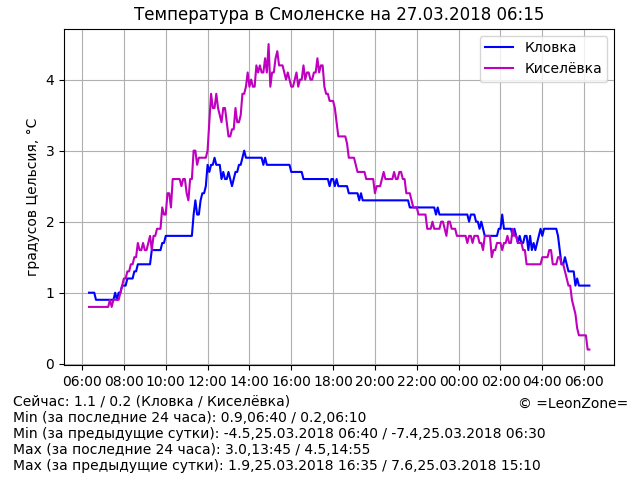 Температура в Смоленске на 27.03.2018 06:15
градусов Цельсия, °C
Кловка
Киселёвка
4
3
2
1
0
06:00 08:00 10:00 12:00 14:00 16:00 18:00 20:00 22:00 00:00 02:00 04:00 06:00
Сейчас: 1.1 / 0.2 (Кловка / Киселёвка)
© =LeonZone=
Min (за последние 24 часа): 0.9,06:40 / 0.2,06:10
Min (за предыдущие сутки): -4.5,25.03.2018 06:40 / -7.4,25.03.2018 06:30
Max (за последние 24 часа): 3.0,13:45 / 4.5,14:55
Max (за предыдущие сутки): 1.9,25.03.2018 16:35 / 7.6,25.03.2018 15:10